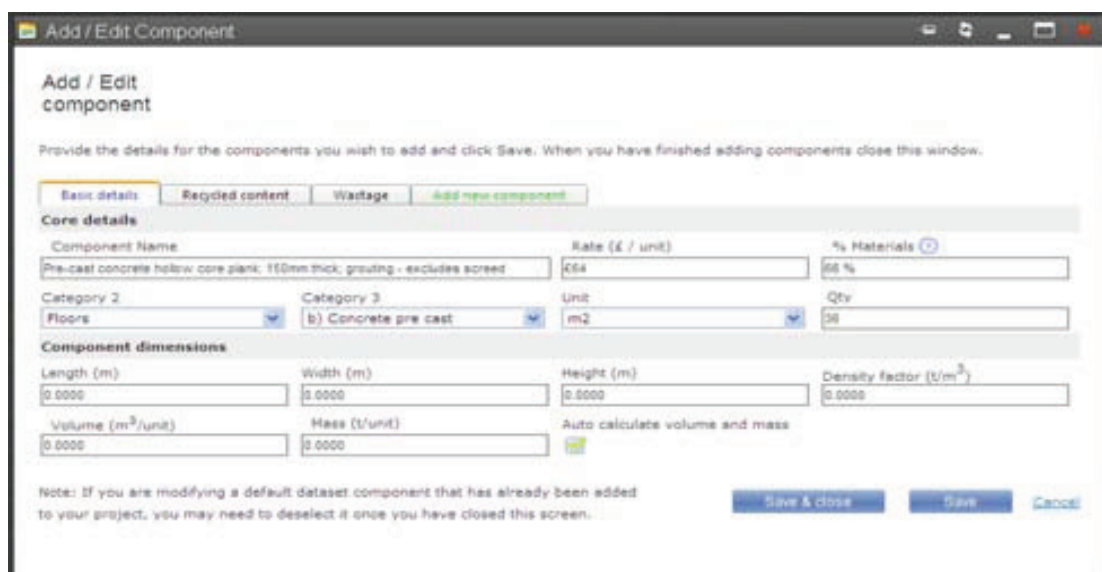 Add / Edit Component
Add / Edit
component
Provide the details for the components you wish to add and click Save. When you have finished adding components close this window.
Basic details Recycled content Wastage Add new component
Core details
Component Name Rate (£ / unit) % Materials
Pre-cast concrete hollow core plank; 150mm thick; grouting - excludes screed £64 66 %
Category 2 Category 3 Unit Qty
Floors b) Concrete pre cast m2
Component dimensions
Length (m) Width (m) Height (m) Density factor (t/m³)
0.0000 0.0000 0.0000 0.0000
Volume (m³/unit) Mass (t/unit) Auto calculate volume and mass
0.0000 0.0000
Note: If you are modifying a default dataset component that has already been added
to your project, you may need to deselect it once you have closed this screen.
Save & close Save Cancel